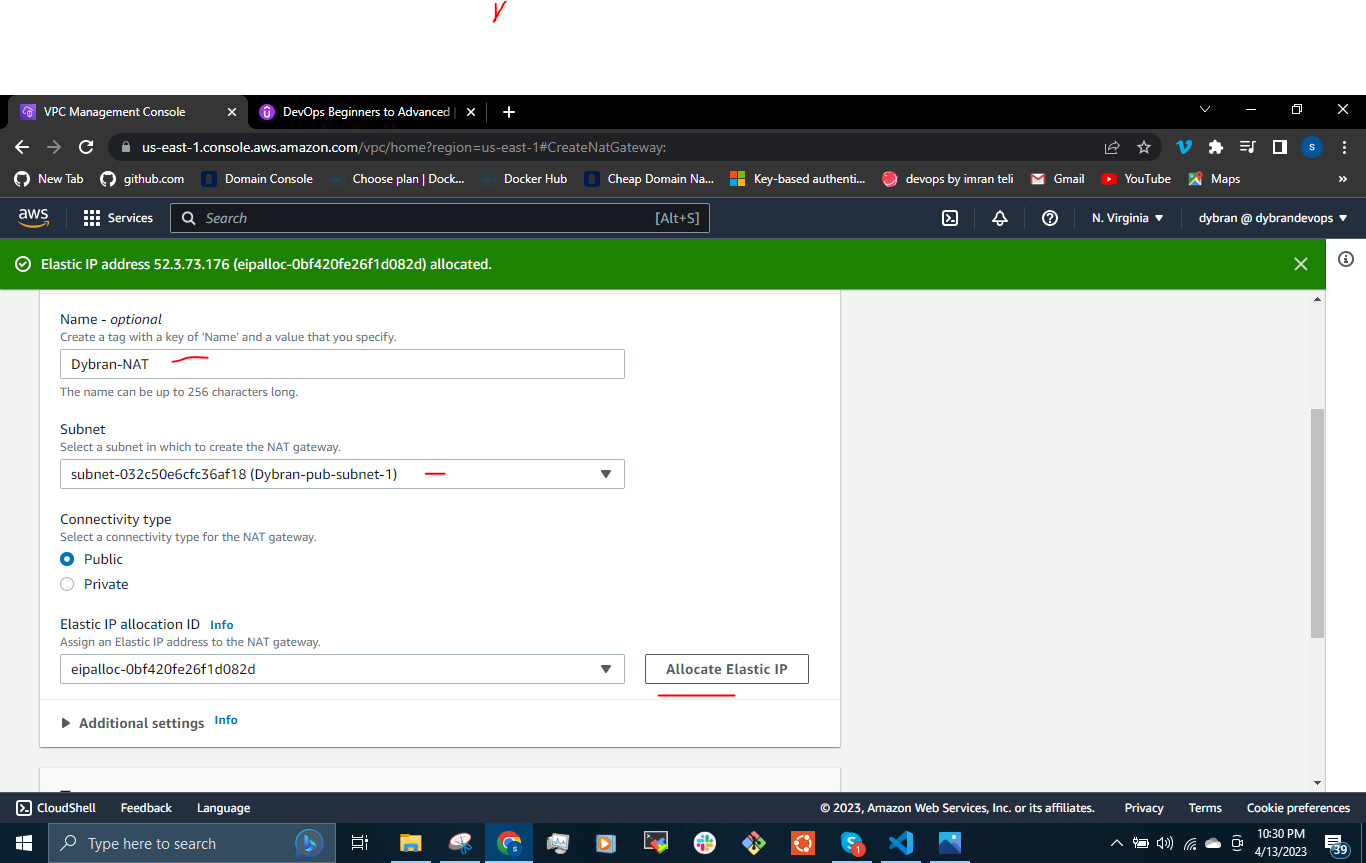 y
VPC Management Console
DevOps Beginners to Advanced |
us-east-1.console.aws.amazon.com/vpc/home?region=us-east-1#CreateNatGateway:
New Tab github.com Domain Console Choose plan | Dock... Docker Hub Cheap Domain Na... Key-based authenti... devops by imran teli Gmail YouTube Maps »
aws Services Search [Alt+S] N. Virginia dybran @ dybrandevops
Elastic IP address 52.3.73.176 (eipalloc-0bf420fe26f1d082d) allocated.
Name - optional
Create a tag with a key of 'Name' and a value that you specify.
Dybran-NAT
The name can be up to 256 characters long.
Subnet
Select a subnet in which to create the NAT gateway.
subnet-032c50e6cfc36af18 (Dybran-pub-subnet-1)
Connectivity type
Select a connectivity type for the NAT gateway.
Public
Private
Elastic IP allocation ID Info
Assign an Elastic IP address to the NAT gateway.
eipalloc-0bf420fe26f1d082d Allocate Elastic IP
Additional settings Info
CloudShell Feedback Language © 2023, Amazon Web Services, Inc. or its affiliates. Privacy Terms Cookie preferences
Type here to search
10:30 PM
4/13/2023
39